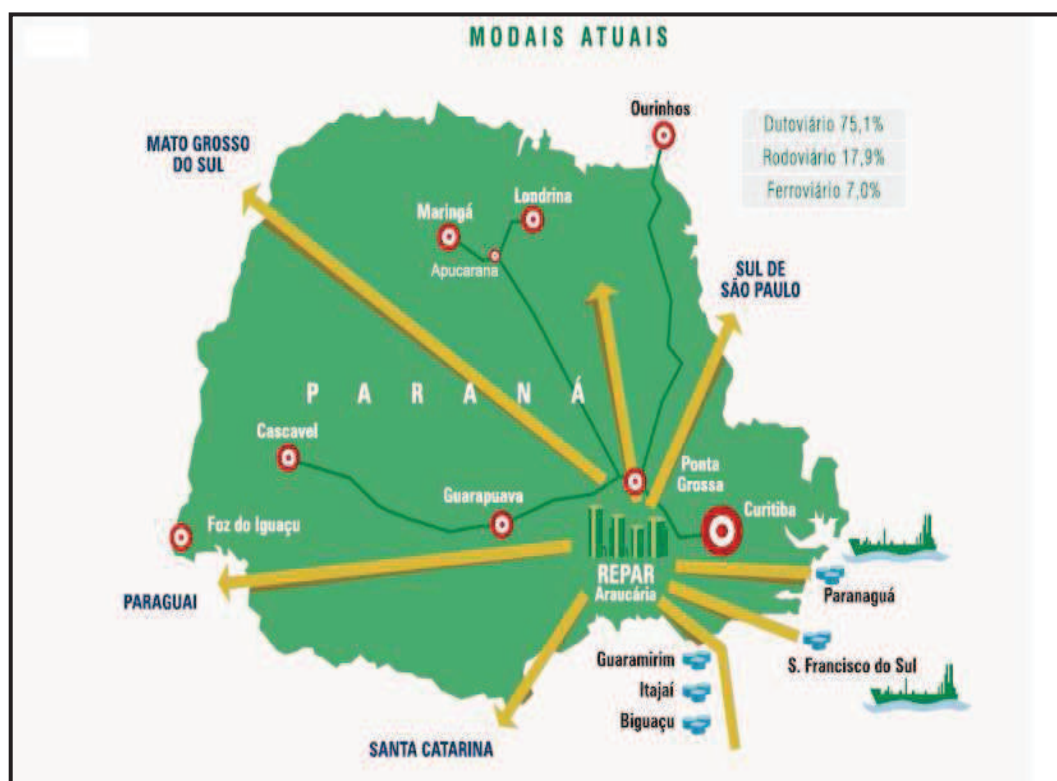 MODAIS ATUAIS
Ourinhos
Dutoviário 75,1%
Rodoviário 17,9%
Ferroviário 7,0%
MATO GROSSO
DO SUL
Londrina
Maringá
Apucarana
SUL DE
SÃO PAULO
PARANÁ
Cascavel
Ponta
Grossa
Guarapuava
Curitiba
Foz do Iguaçu
REPAR
Araucária
PARAGUAI
Paranaguá
Guaramirim
S. Francisco do Sul
Itajaí
Biguaçu
SANTA CATARINA